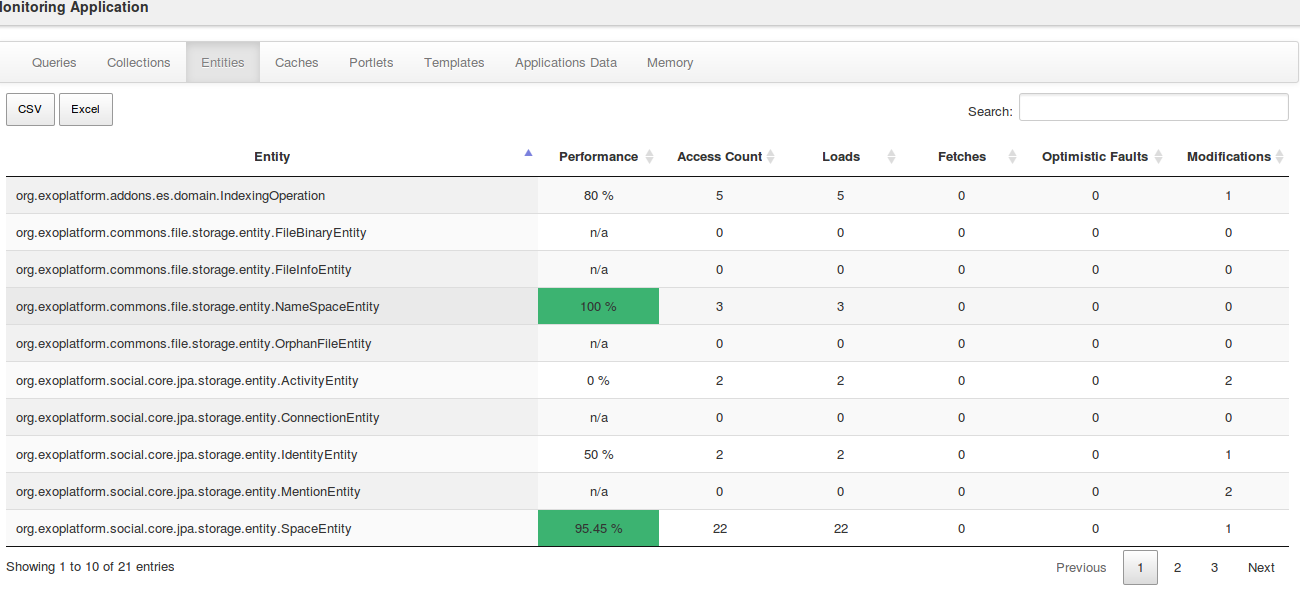 onitoring Application
Queries Collections Entities Caches Portlets Templates Applications Data Memory
CSV Excel Search:
Entity Performance Access Count Loads Fetches Optimistic Faults Modifications
org.exoplatform.addons.es.domain.IndexingOperation 80 % 5 5 0 0 1
org.exoplatform.commons.file.storage.entity.FileBinaryEntity n/a 0 0 0 0 0
org.exoplatform.commons.file.storage.entity.FileInfoEntity n/a 0 0 0 0 0
org.exoplatform.commons.file.storage.entity.NameSpaceEntity 100 % 3 3 0 0 0
org.exoplatform.commons.file.storage.entity.OrphanFileEntity n/a 0 0 0 0 0
org.exoplatform.social.core.jpa.storage.entity.ActivityEntity 0 % 2 2 0 0 2
org.exoplatform.social.core.jpa.storage.entity.ConnectionEntity n/a 0 0 0 0 0
org.exoplatform.social.core.jpa.storage.entity.IdentityEntity 50 % 2 2 0 0 1
org.exoplatform.social.core.jpa.storage.entity.MentionEntity n/a 0 0 0 0 2
org.exoplatform.social.core.jpa.storage.entity.SpaceEntity 95.45 % 22 22 0 0 1
Showing 1 to 10 of 21 entries Previous 1 2 3 Next